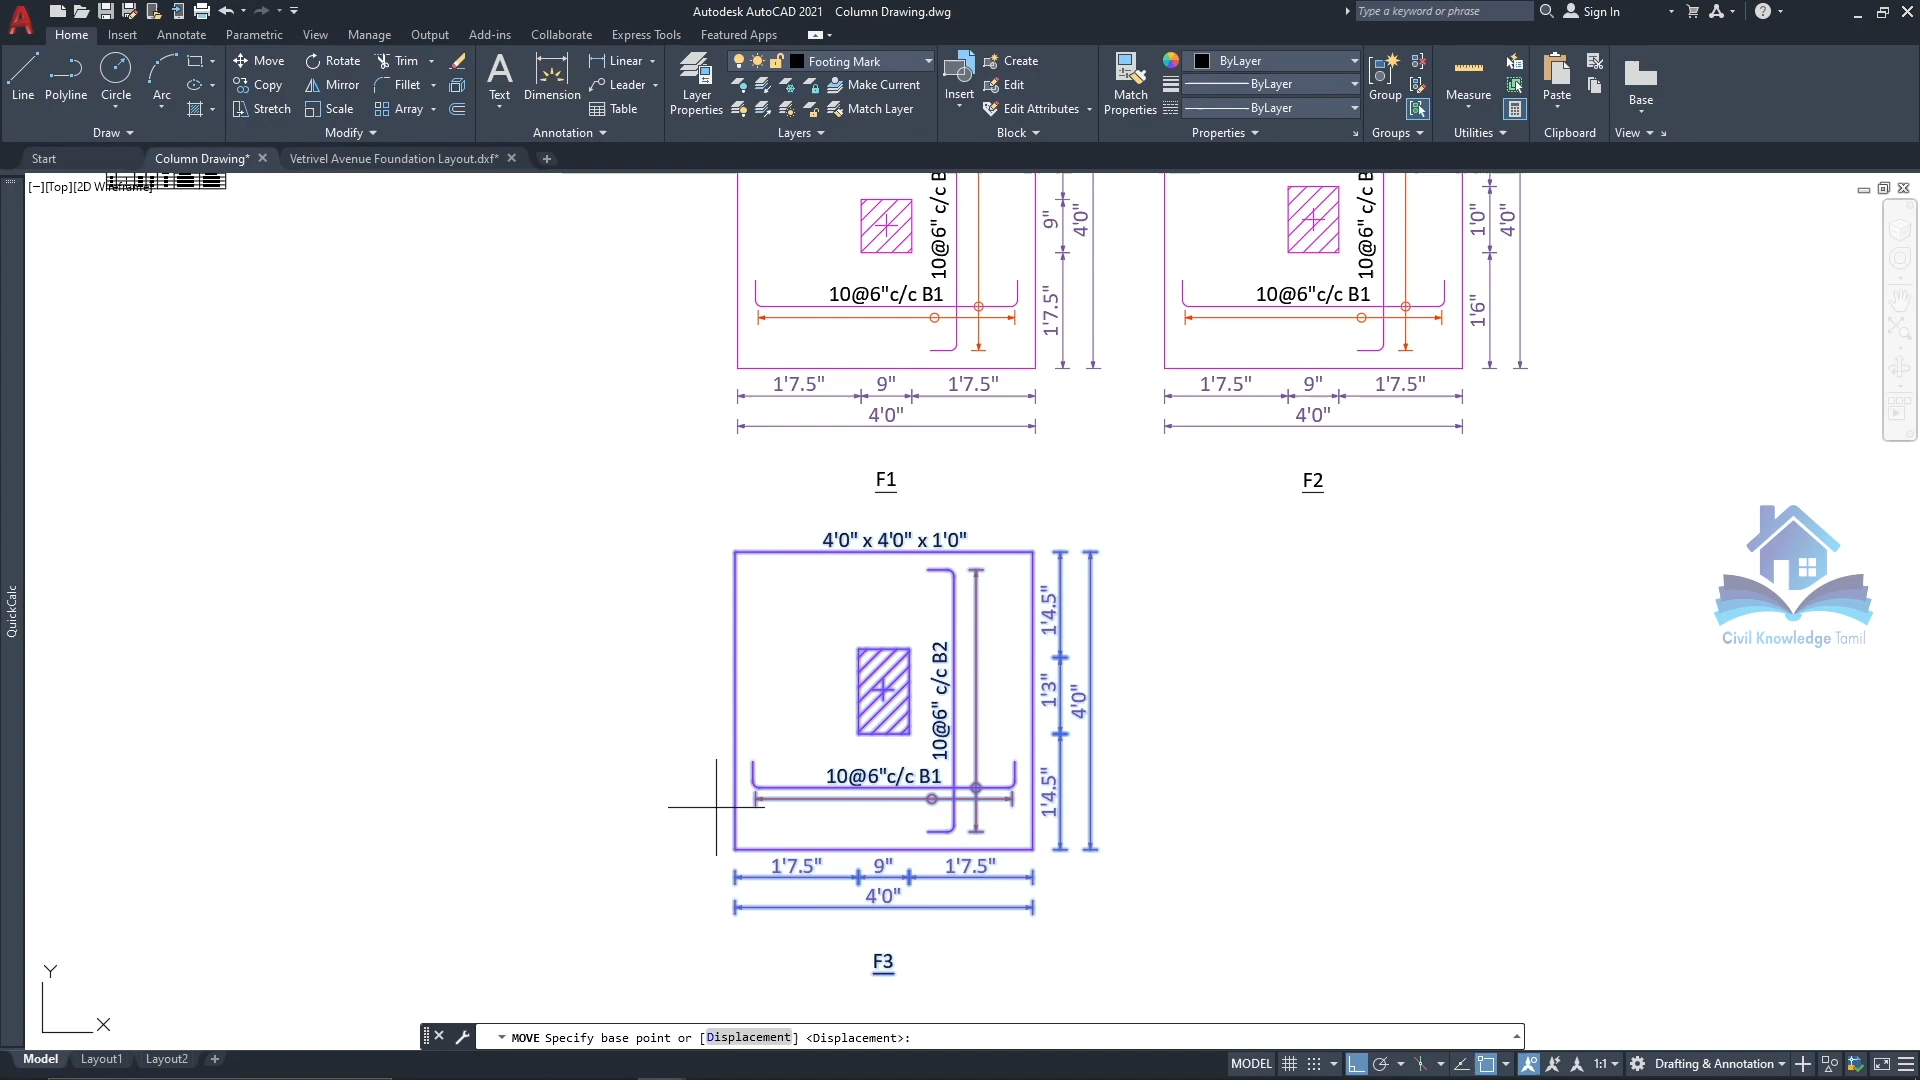 Autodesk AutoCAD 2021 Column Drawing.dwg
Type a keyword or phrase
Sign In
Home Insert Annotate Parametric View Manage Output Add-ins Collaborate Express Tools Featured Apps
Line Polyline Circle Arc
Move Rotate Trim
Copy Mirror Fillet
Stretch Scale Array
Text Dimension
Linear
Leader
Table
Layer Properties
Footing Mark
Make Current
Match Layer
Insert
Create
Edit
Edit Attributes
Match Properties
ByLayer
ByLayer
ByLayer
Group
Measure
Paste
Base
Draw Modify Annotation Layers Block Properties Groups Utilities Clipboard View
Start Column Drawing* Vetrivel Avenue Foundation Layout.dxf*
[−][Top][2D Wireframe]
QuickCalc
10@6" c/c B
9"
4'0"
10@6"c/c B1
1'7.5"
1'7.5" 9" 1'7.5"
4'0"
F1
10@6" c/c B
1'0"
4'0"
10@6"c/c B1
1'6"
1'7.5" 9" 1'7.5"
4'0"
F2
4'0" x 4'0" x 1'0"
1'4.5"
10@6" c/c B2
1'3"
4'0"
10@6"c/c B1
1'4.5"
1'7.5" 9" 1'7.5"
4'0"
F3
Civil Knowledge Tamil
Y
X
MOVE Specify base point or [Displacement] <Displacement>:
Model Layout1 Layout2
MODEL 1:1 Drafting & Annotation